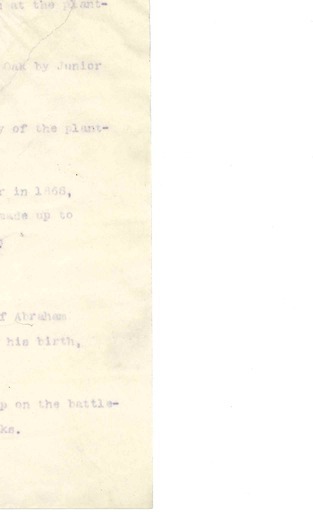 at the plant-
Oak by Junior
y of the plant-
r in 1868,
made up to
f Abraham
his birth,
p on the battle-
ks.